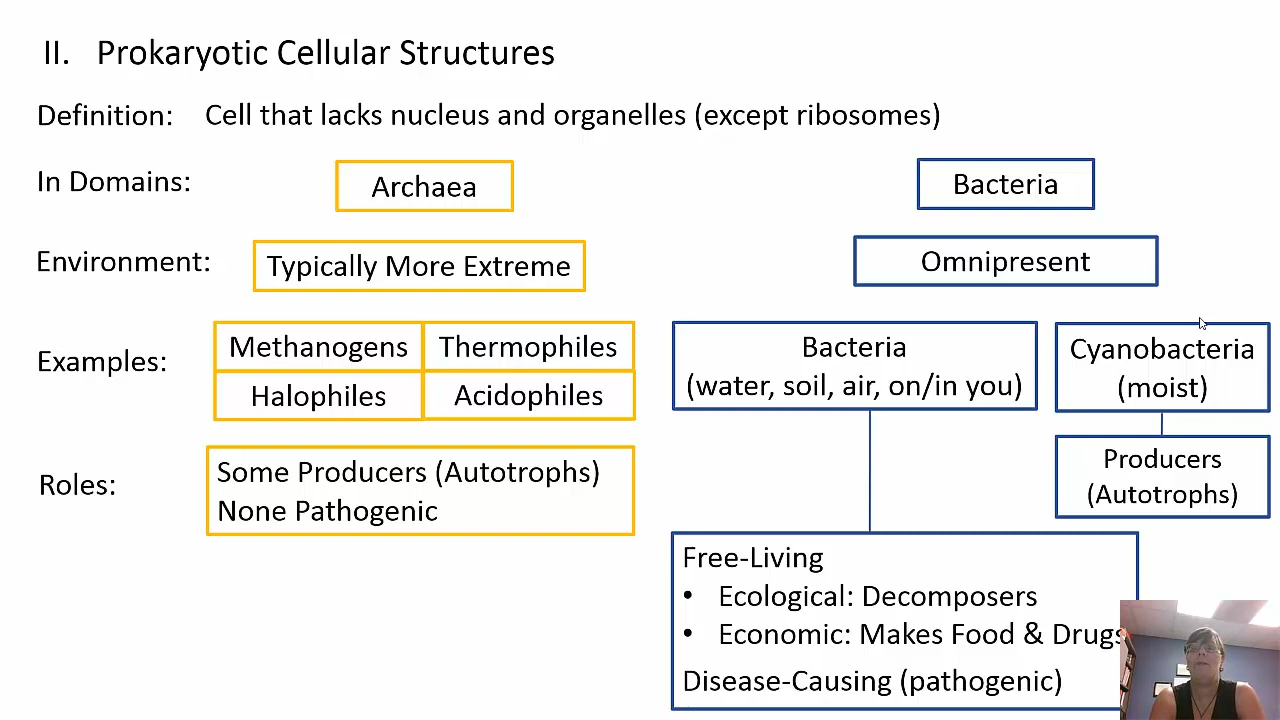 II. Prokaryotic Cellular Structures
Definition: Cell that lacks nucleus and organelles (except ribosomes)
In Domains: Archaea Bacteria
Environment: Typically More Extreme Omnipresent
Examples: Methanogens Thermophiles
Halophiles Acidophiles
Bacteria
(water, soil, air, on/in you)
Cyanobacteria
(moist)
Roles: Some Producers (Autotrophs)
None Pathogenic
Producers
(Autotrophs)
Free-Living
• Ecological: Decomposers
• Economic: Makes Food & Drugs
Disease-Causing (pathogenic)